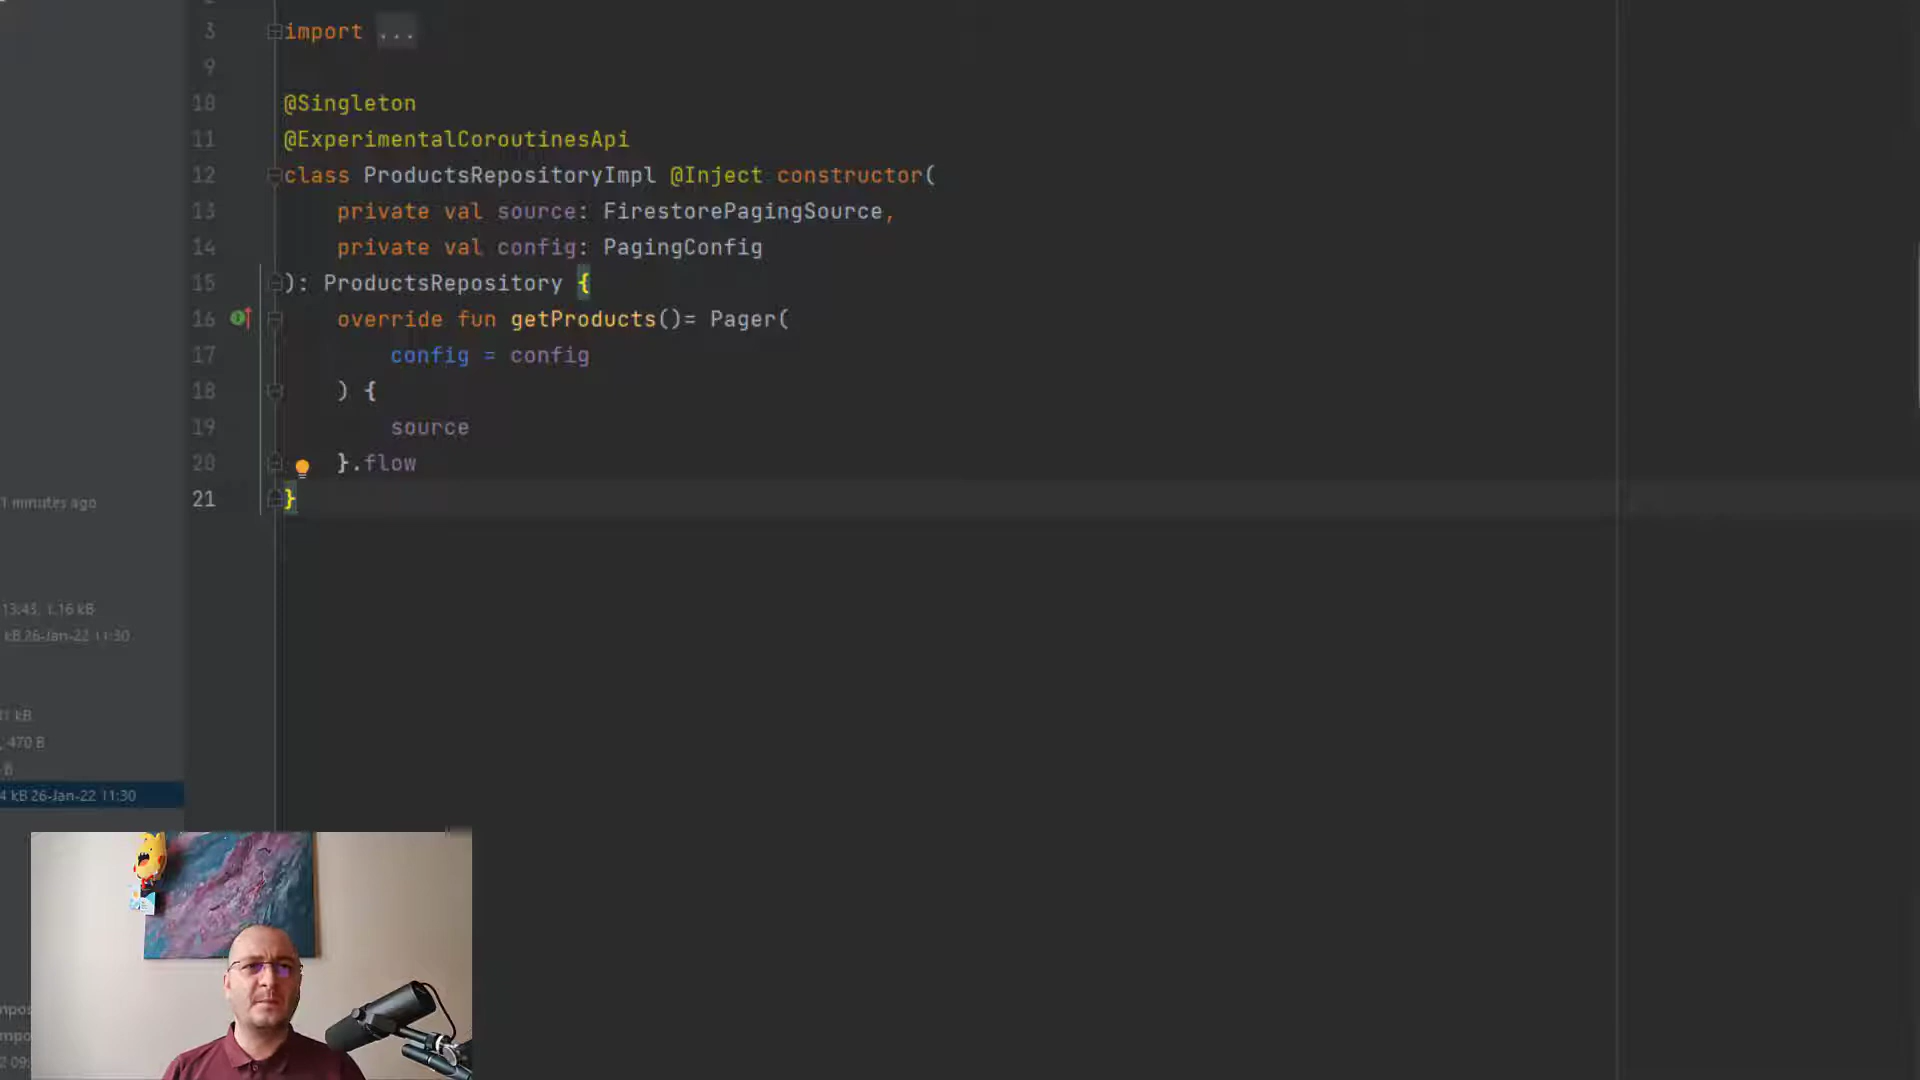 3 import ...
9
10 @Singleton
11 @ExperimentalCoroutinesApi
12 class ProductsRepositoryImpl @Inject constructor(
13 private val source: FirestorePagingSource,
14 private val config: PagingConfig
15 ): ProductsRepository {
16 override fun getProducts()= Pager(
17 config = config
18 ) {
19 source
20 }.flow
21 }
1 minutes ago
13:43, 1.16 kB
kB 26-Jan-22 11:30
kB
, 470 B
B
4 kB 26-Jan-22 11:30